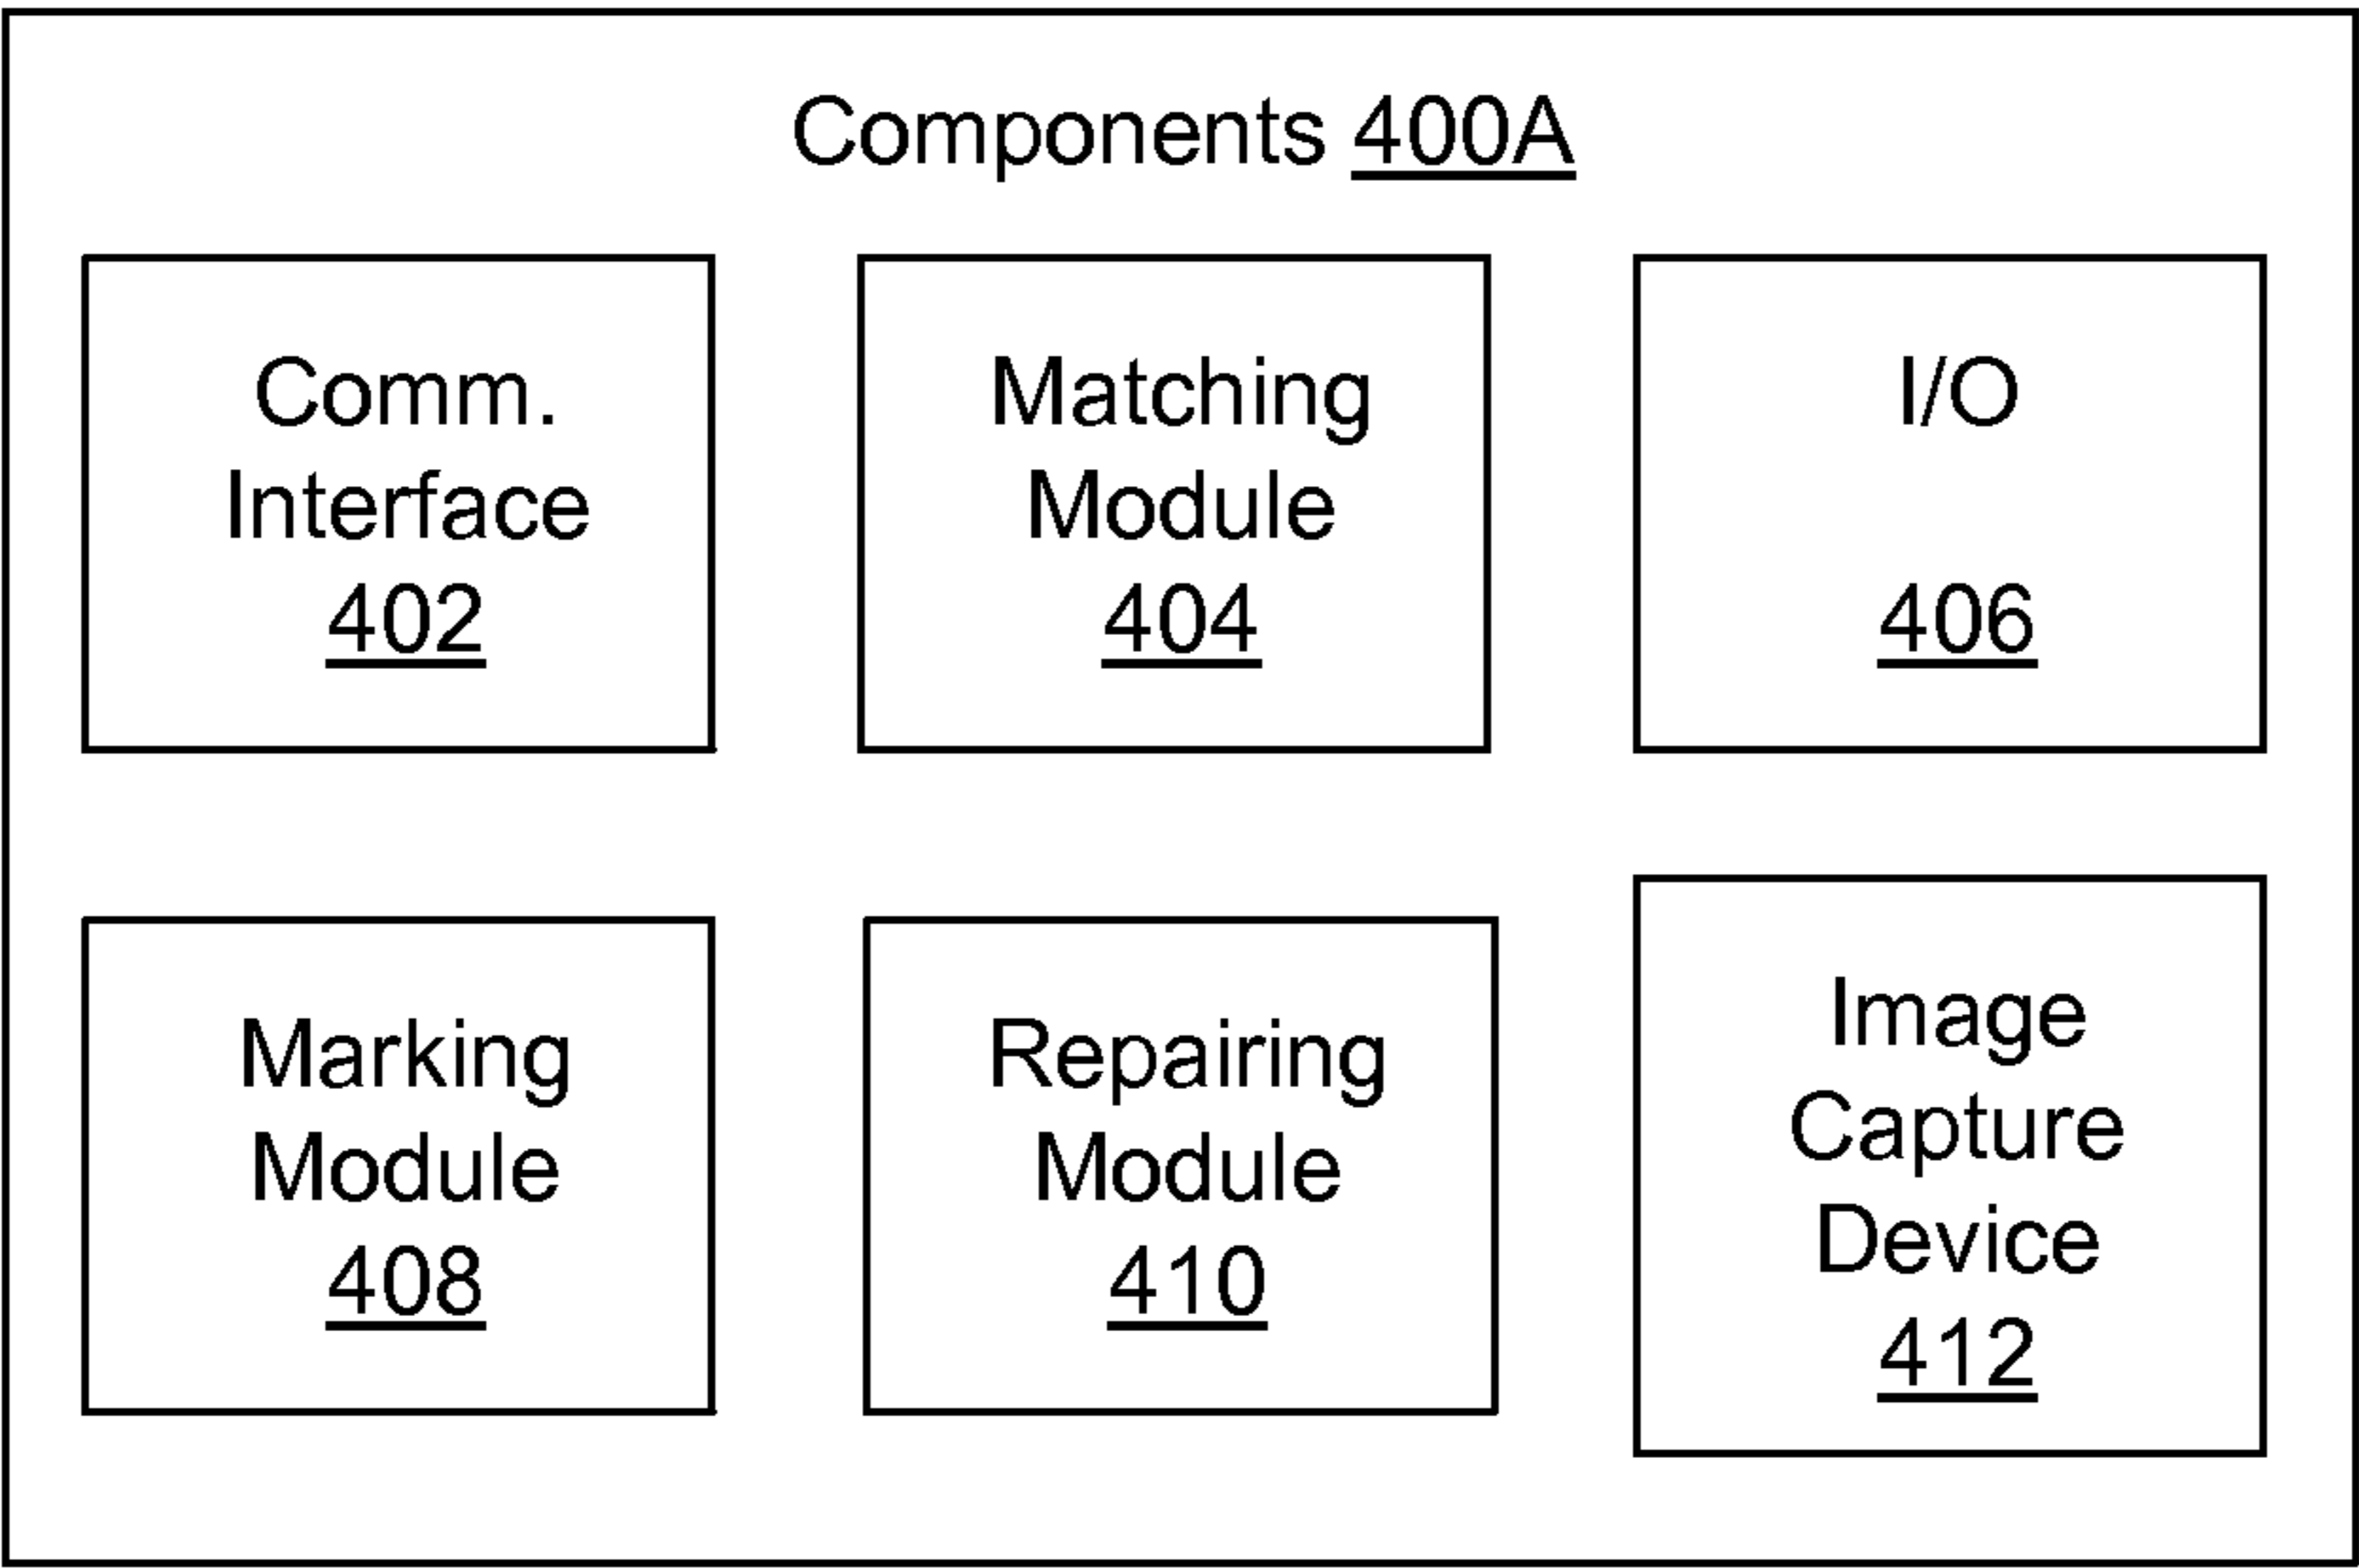 Components 400A
Comm.
Interface
402
Matching
Module
404
I/O
406
Marking
Module
408
Repairing
Module
410
Image
Capture
Device
412